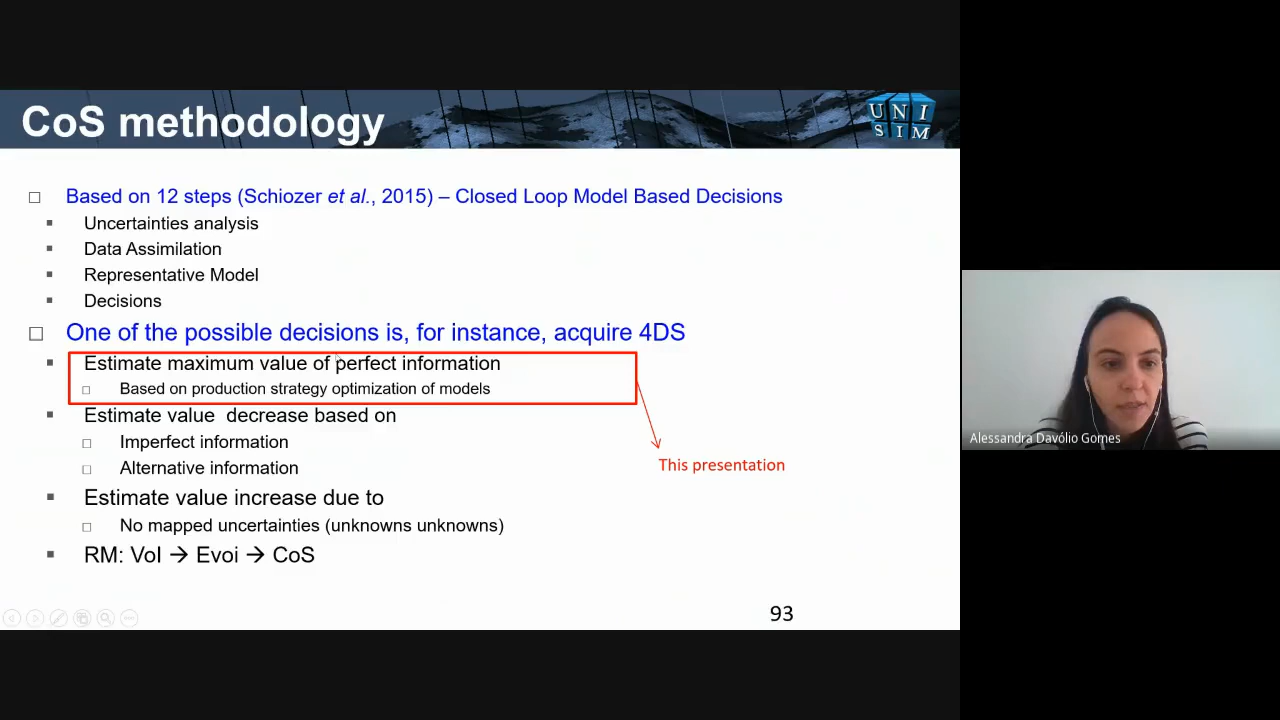 CoS methodology
UNI
SIM
Based on 12 steps (Schiozer et al., 2015) – Closed Loop Model Based Decisions
Uncertainties analysis
Data Assimilation
Representative Model
Decisions
One of the possible decisions is, for instance, acquire 4DS
Estimate maximum value of perfect information
Based on production strategy optimization of models
Estimate value decrease based on
Imperfect information
Alternative information
This presentation
Estimate value increase due to
No mapped uncertainties (unknowns unknowns)
RM: VoI → Evoi → CoS
93
Alessandra Davólio Gomes